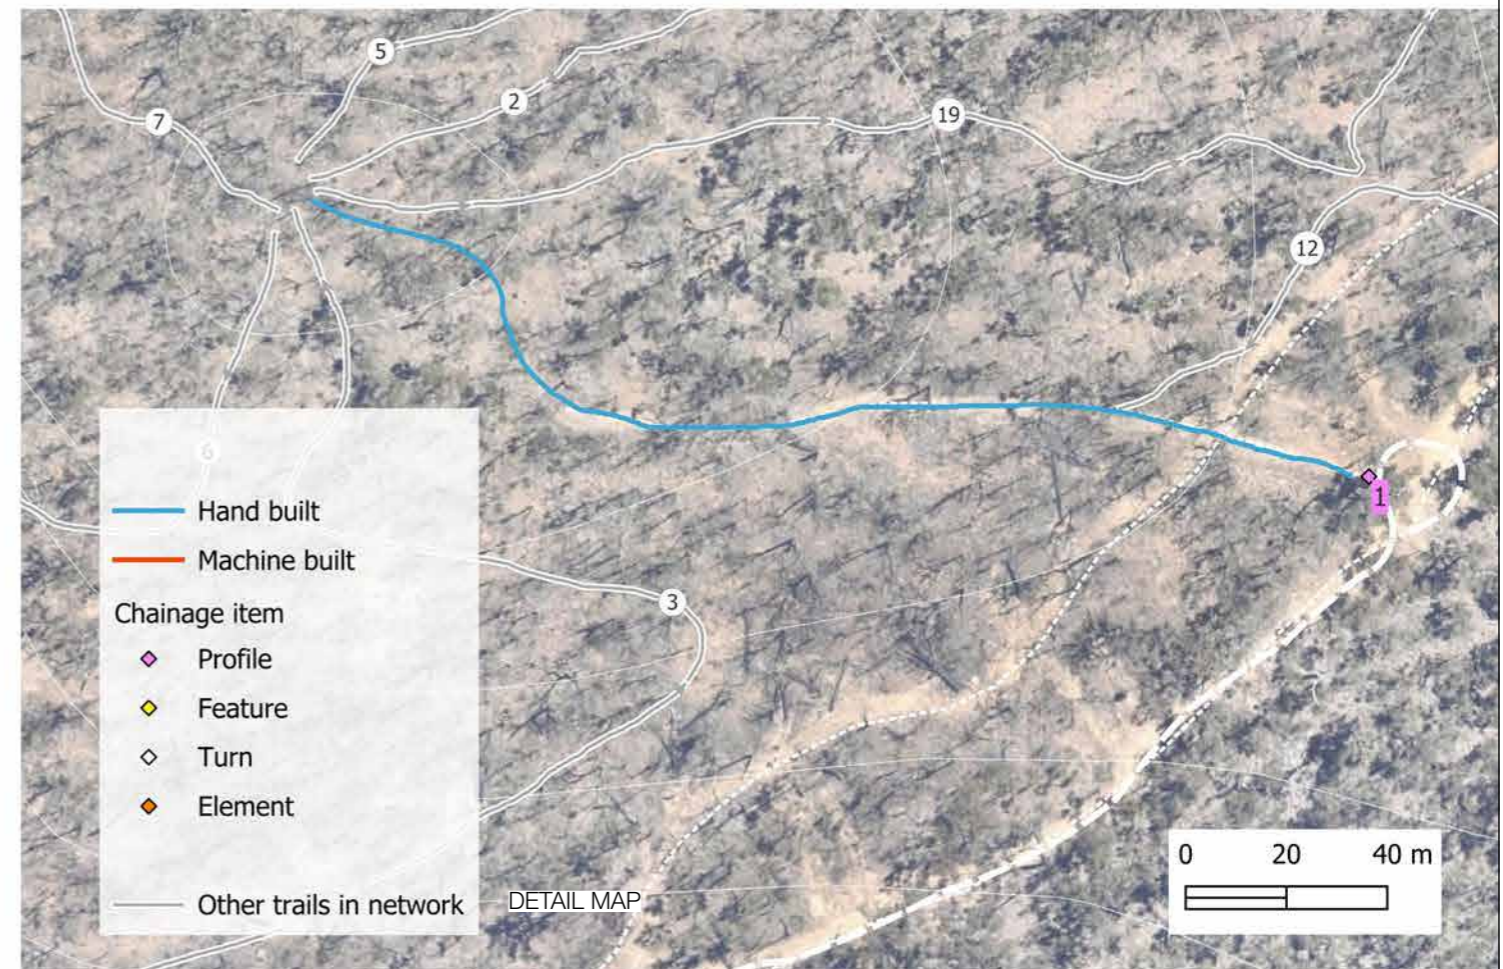 5
2
7
19
12
6
1
Hand built
Machine built
Chainage item
3
Profile
Feature
Turn
Element
0 20 40 m
Other trails in network
DETAIL MAP